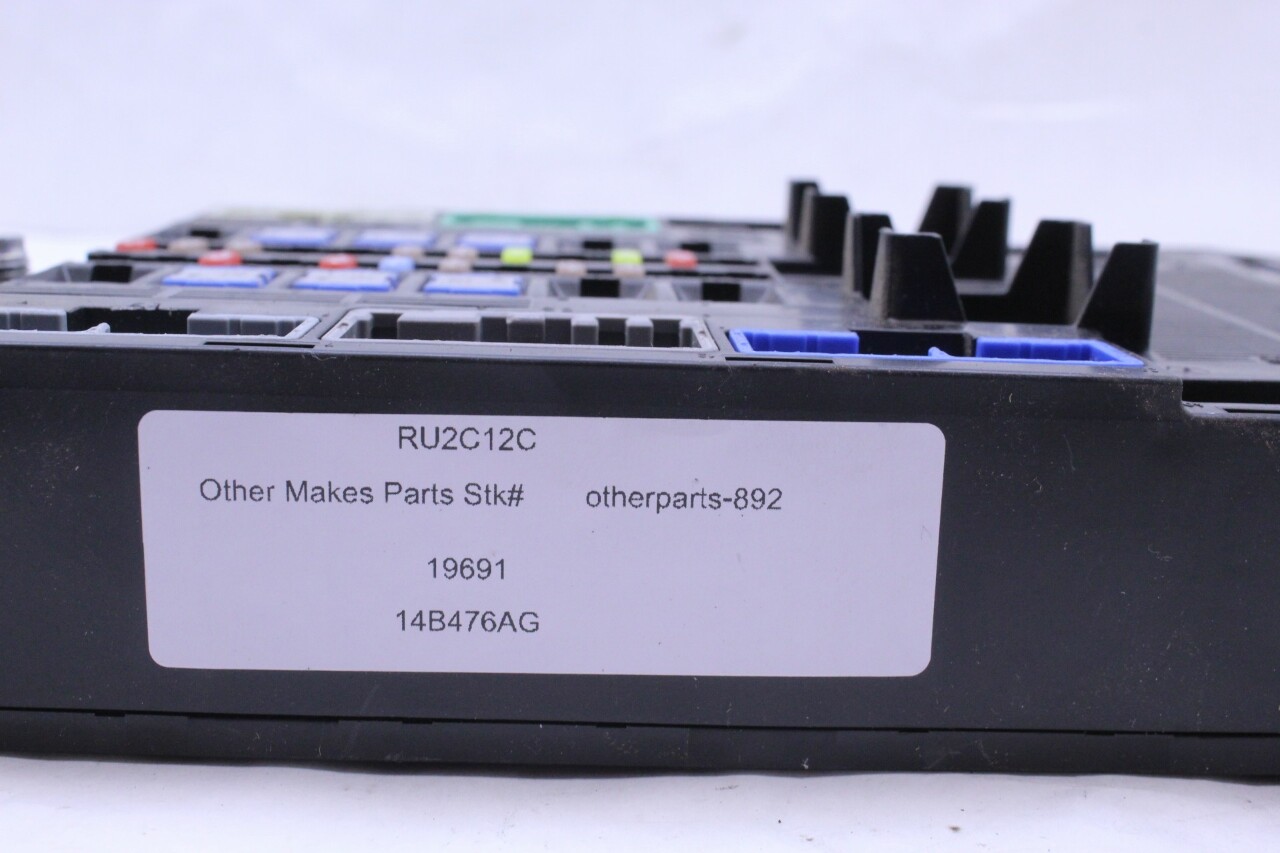 RU2C12C
Other Makes Parts Stk# otherparts-892
19691
14B476AG